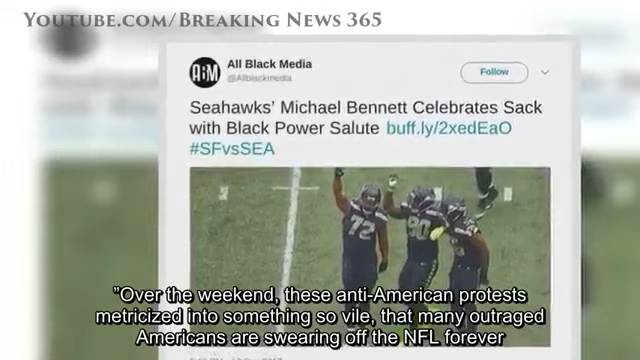 Youtube.com/Breaking News 365
ABM
All Black Media
@Allblackmedia
Follow
Seahawks' Michael Bennett Celebrates Sack
with Black Power Salute buff.ly/2xedEaO
#SFvsSEA
72
90
"Over the weekend, these anti-American protests
metricized into something so vile, that many outraged
Americans are swearing off the NFL forever